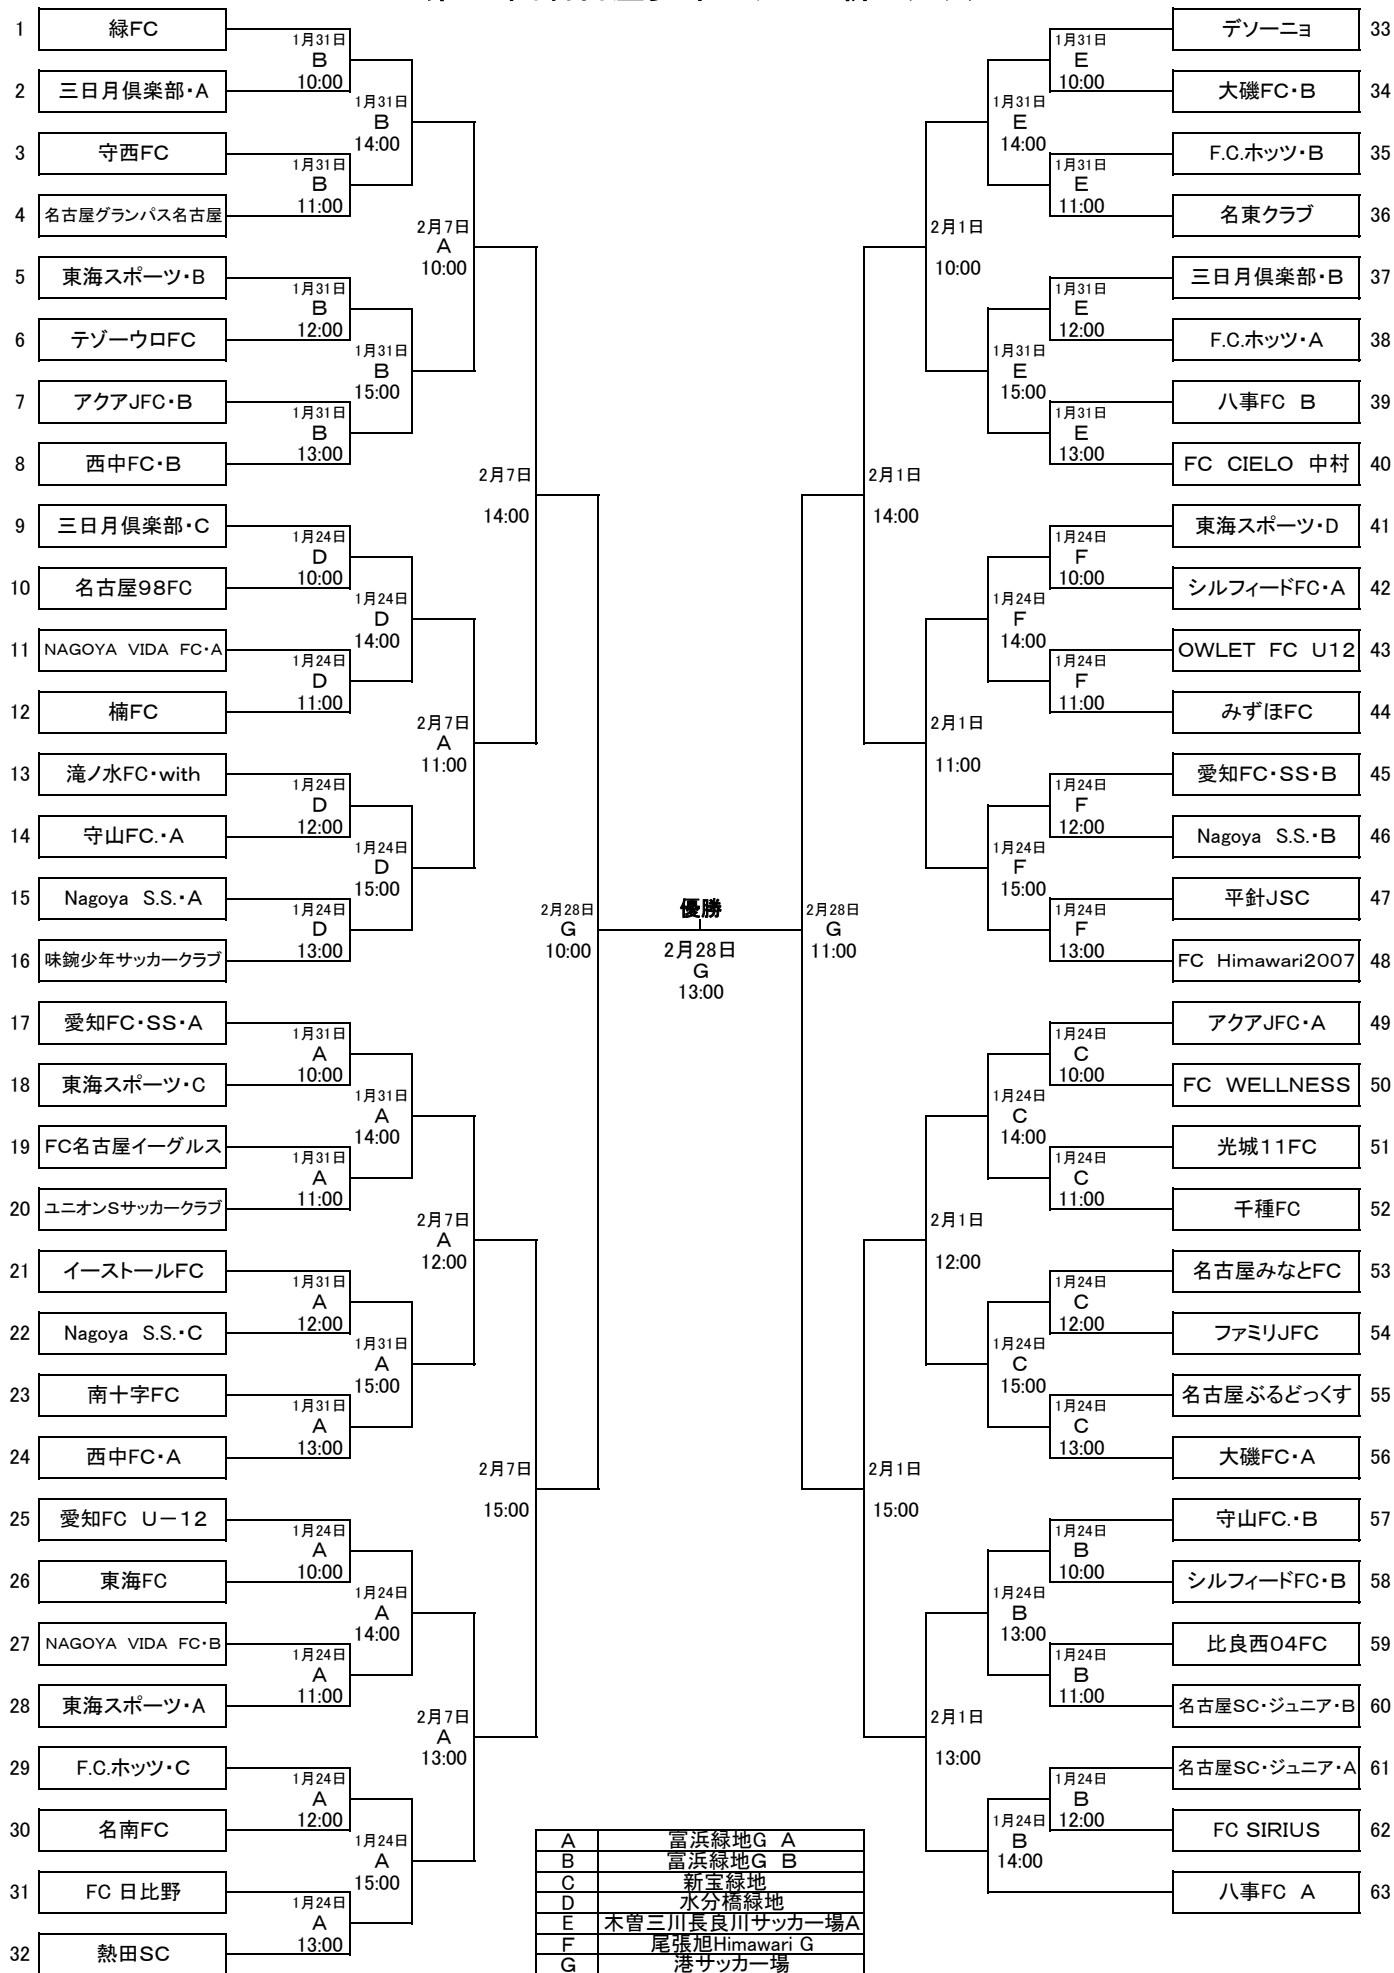 1 緑FC
2 三日月倶楽部・A
3 守西FC
4 名古屋グランパス名古屋
5 東海スポーツ・B
6 テゾーウロFC
7 アクアJFC・B
8 西中FC・B
9 三日月倶楽部・C
10 名古屋98FC
11 NAGOYA VIDA FC・A
12 楠FC
13 滝ノ水FC・with
14 守山FC.・A
15 Nagoya S.S.・A
16 味鋺少年サッカークラブ
17 愛知FC・SS・A
18 東海スポーツ・C
19 FC名古屋イーグルス
20 ユニオンSサッカークラブ
21 イーストールFC
22 Nagoya S.S.・C
23 南十字FC
24 西中FC・A
25 愛知FC U－12
26 東海FC
27 NAGOYA VIDA FC・B
28 東海スポーツ・A
29 F.C.ホッツ・C
30 名南FC
31 FC 日比野
32 熱田SC
1月31日
B
10:00
1月31日
B
11:00
1月31日
B
12:00
1月31日
B
13:00
1月24日
D
10:00
1月24日
D
11:00
1月24日
D
12:00
1月24日
D
13:00
1月31日
A
10:00
1月31日
A
11:00
1月31日
A
12:00
1月31日
A
13:00
1月24日
A
10:00
1月24日
A
11:00
1月24日
A
12:00
1月24日
A
13:00
1月31日
B
14:00
1月31日
B
15:00
1月24日
D
14:00
1月24日
D
15:00
1月31日
A
14:00
1月31日
A
15:00
1月24日
A
14:00
1月24日
A
15:00
2月7日
A
10:00
2月7日
A
11:00
2月7日
A
12:00
2月7日
A
13:00
2月7日
14:00
2月7日
15:00
2月28日
G
10:00
優勝
2月28日
G
13:00
2月28日
G
11:00
2月1日
14:00
2月1日
15:00
2月1日
10:00
2月1日
11:00
2月1日
12:00
2月1日
13:00
1月31日
E
14:00
1月31日
E
15:00
1月24日
F
14:00
1月24日
F
15:00
1月24日
C
14:00
1月24日
C
15:00
1月24日
B
13:00
1月24日
B
14:00
1月31日
E
10:00
1月31日
E
11:00
1月31日
E
12:00
1月31日
E
13:00
1月24日
F
10:00
1月24日
F
11:00
1月24日
F
12:00
1月24日
F
13:00
1月24日
C
10:00
1月24日
C
11:00
1月24日
C
12:00
1月24日
C
13:00
1月24日
B
10:00
1月24日
B
11:00
1月24日
B
12:00
デソーニョ 33
大磯FC・B 34
F.C.ホッツ・B 35
名東クラブ 36
三日月倶楽部・B 37
F.C.ホッツ・A 38
八事FC B 39
FC CIELO 中村 40
東海スポーツ・D 41
シルフィードFC・A 42
OWLET FC U12 43
みずほFC 44
愛知FC・SS・B 45
Nagoya S.S.・B 46
平針JSC 47
FC Himawari2007 48
アクアJFC・A 49
FC WELLNESS 50
光城11FC 51
千種FC 52
名古屋みなとFC 53
ファミリJFC 54
名古屋ぶるどっくす 55
大磯FC・A 56
守山FC.・B 57
シルフィードFC・B 58
比良西04FC 59
名古屋SC・ジュニア・B 60
名古屋SC・ジュニア・A 61
FC SIRIUS 62
八事FC A 63
A 富浜緑地G A
B 富浜緑地G B
C 新宝緑地
D 水分橋緑地
E 木曽三川長良川サッカー場A
F 尾張旭Himawari G
G 港サッカー場